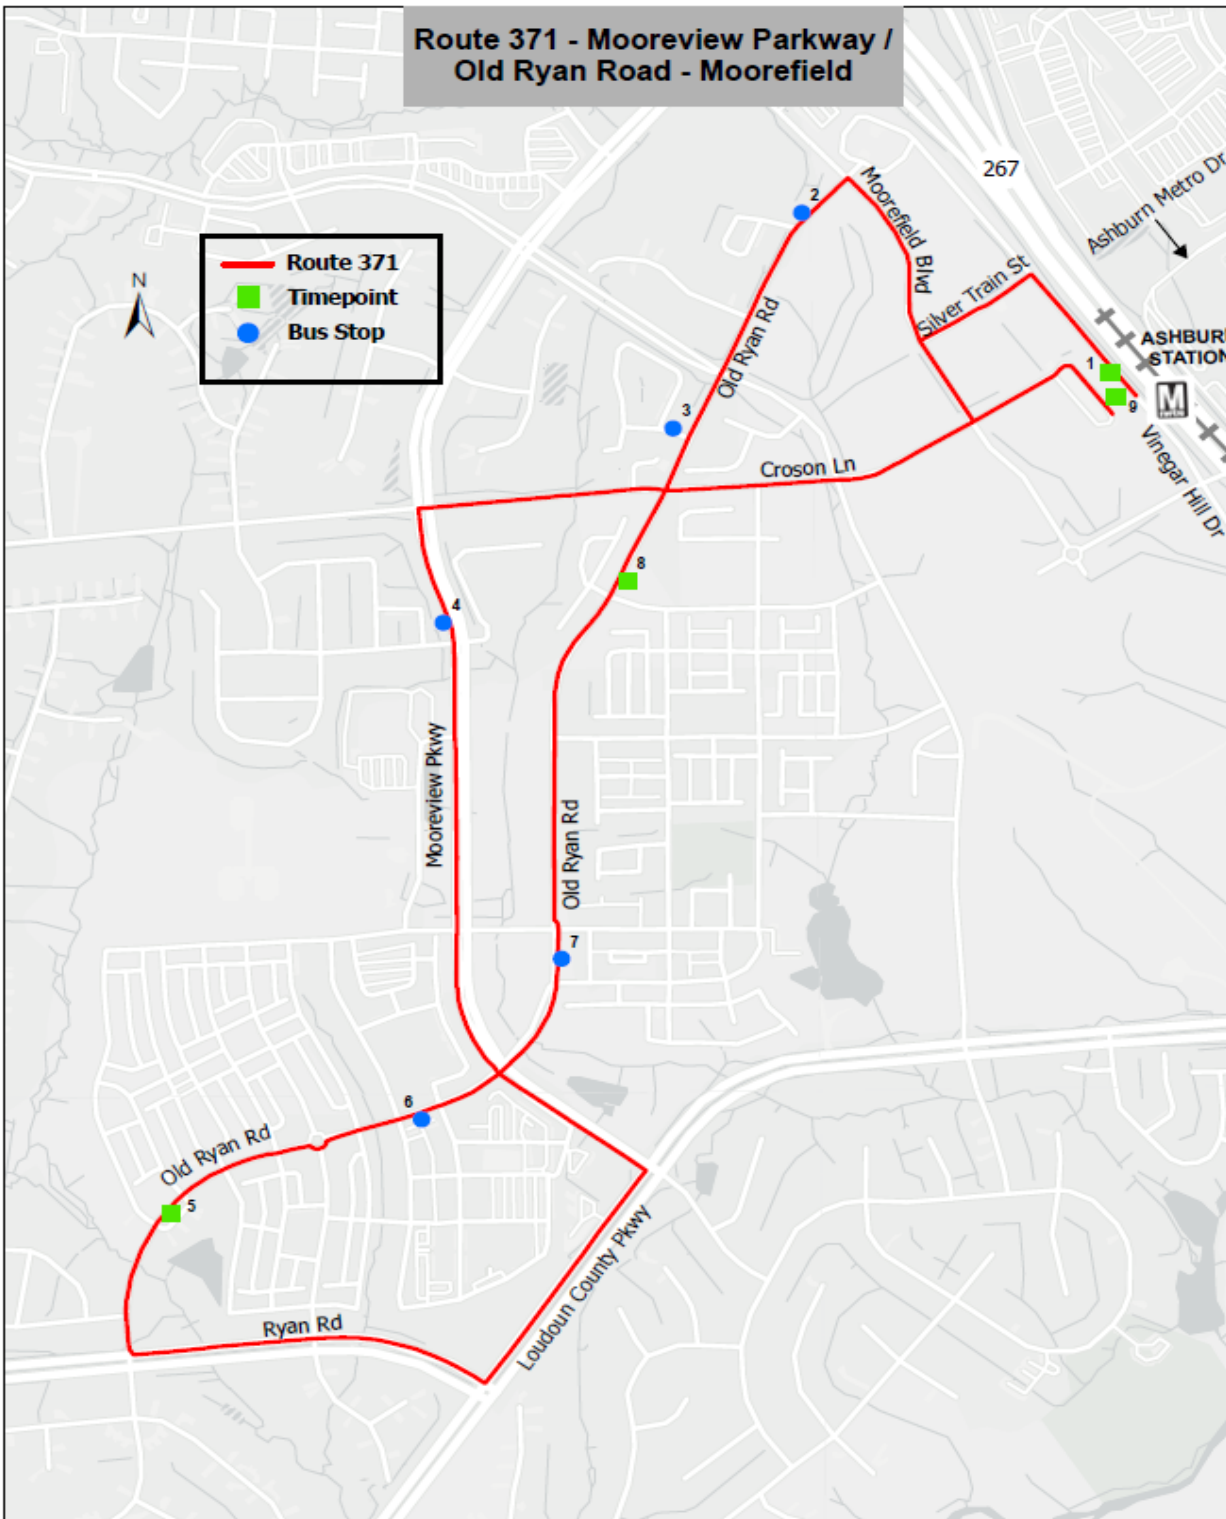 Route 371 - Mooreview Parkway /
Old Ryan Road - Moorefield
267
Ashburn Metro Dr
2
Moorefield Blvd
N
Route 371
Timepoint
Bus Stop
Silver Train St
Old Ryan Rd
ASHBURN
STATION
1
M
9
3
Croson Ln
Vinegar Hill Dr
8
4
Mooreview Pkwy
Old Ryan Rd
7
6
Old Ryan Rd
5
Loudoun County Pkwy
Ryan Rd